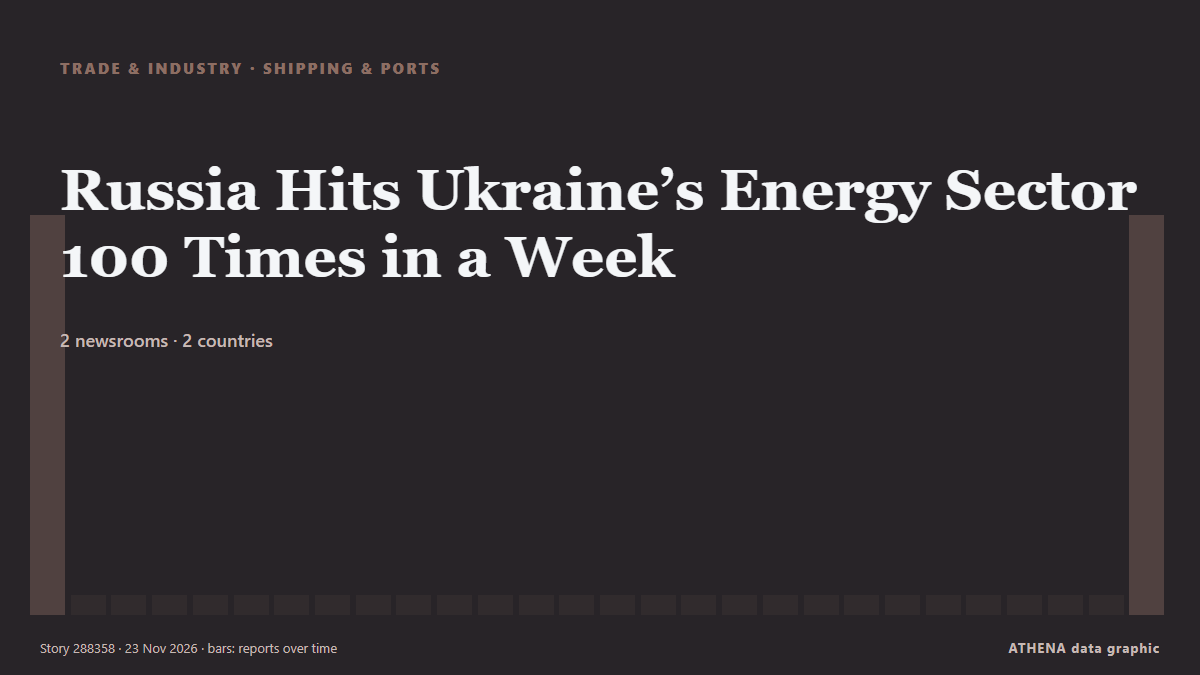 TRADE & INDUSTRY · SHIPPING & PORTS
Russia Hits Ukraine’s Energy Sector
100 Times in a Week
2 newsrooms · 2 countries
Story 288358 · 23 Nov 2026 · bars: reports over time
ATHENA data graphic